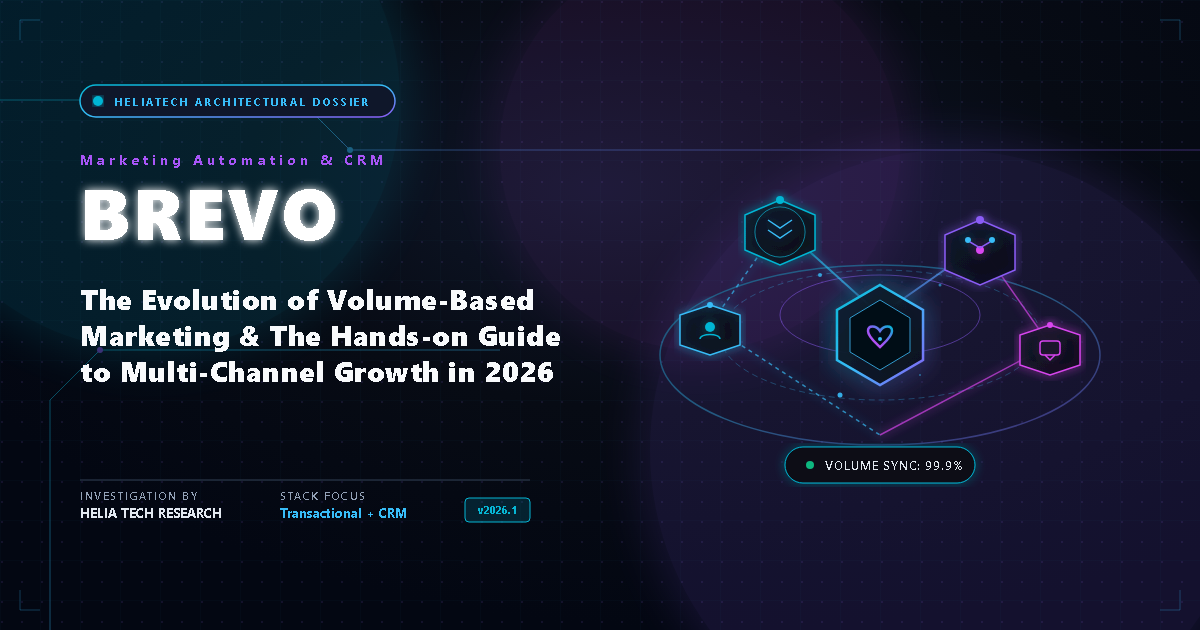 HELIATECH ARCHITECTURAL DOSSIER
Marketing Automation & CRM
BREVO
The Evolution of Volume-Based
Marketing & The Hands-on Guide
to Multi-Channel Growth in 2026
INVESTIGATION BY
HELIA TECH RESEARCH
STACK FOCUS
Transactional + CRM
v2026.1
VOLUME SYNC: 99.9%